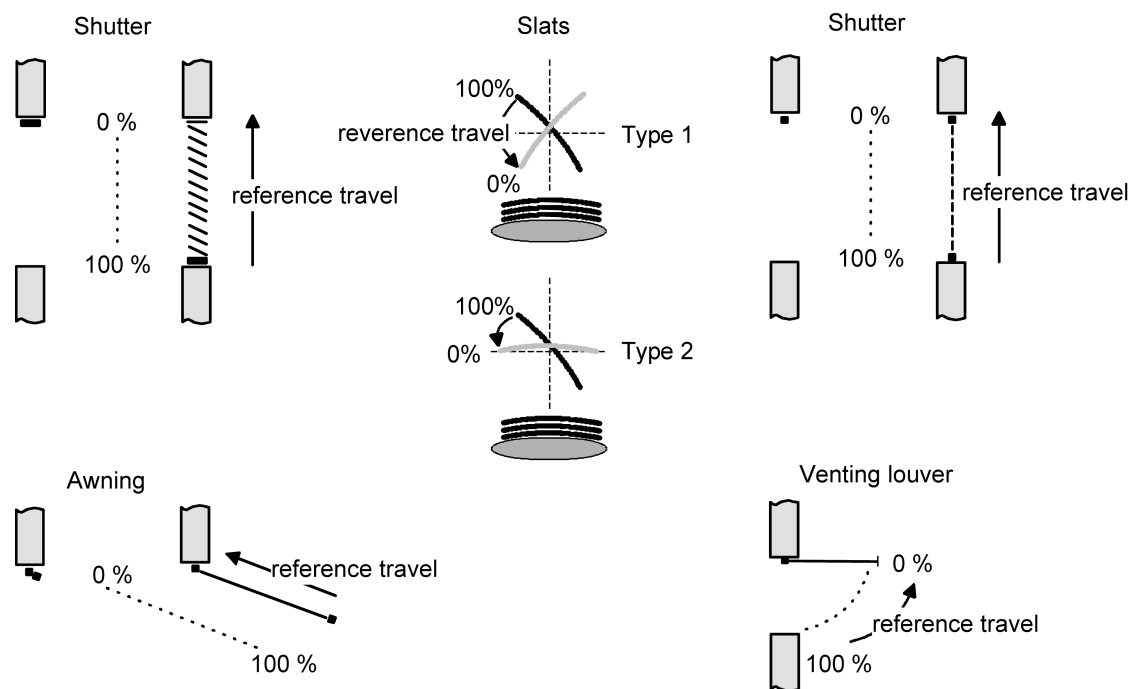 Shutter
0 %
reference travel
100 %
Slats
100%
reverence travel
Type 1
0%
100%
0%
Type 2
Shutter
0 %
reference travel
100 %
Awning
reference travel
0 %
100 %
Venting louver
0 %
reference travel
100 %